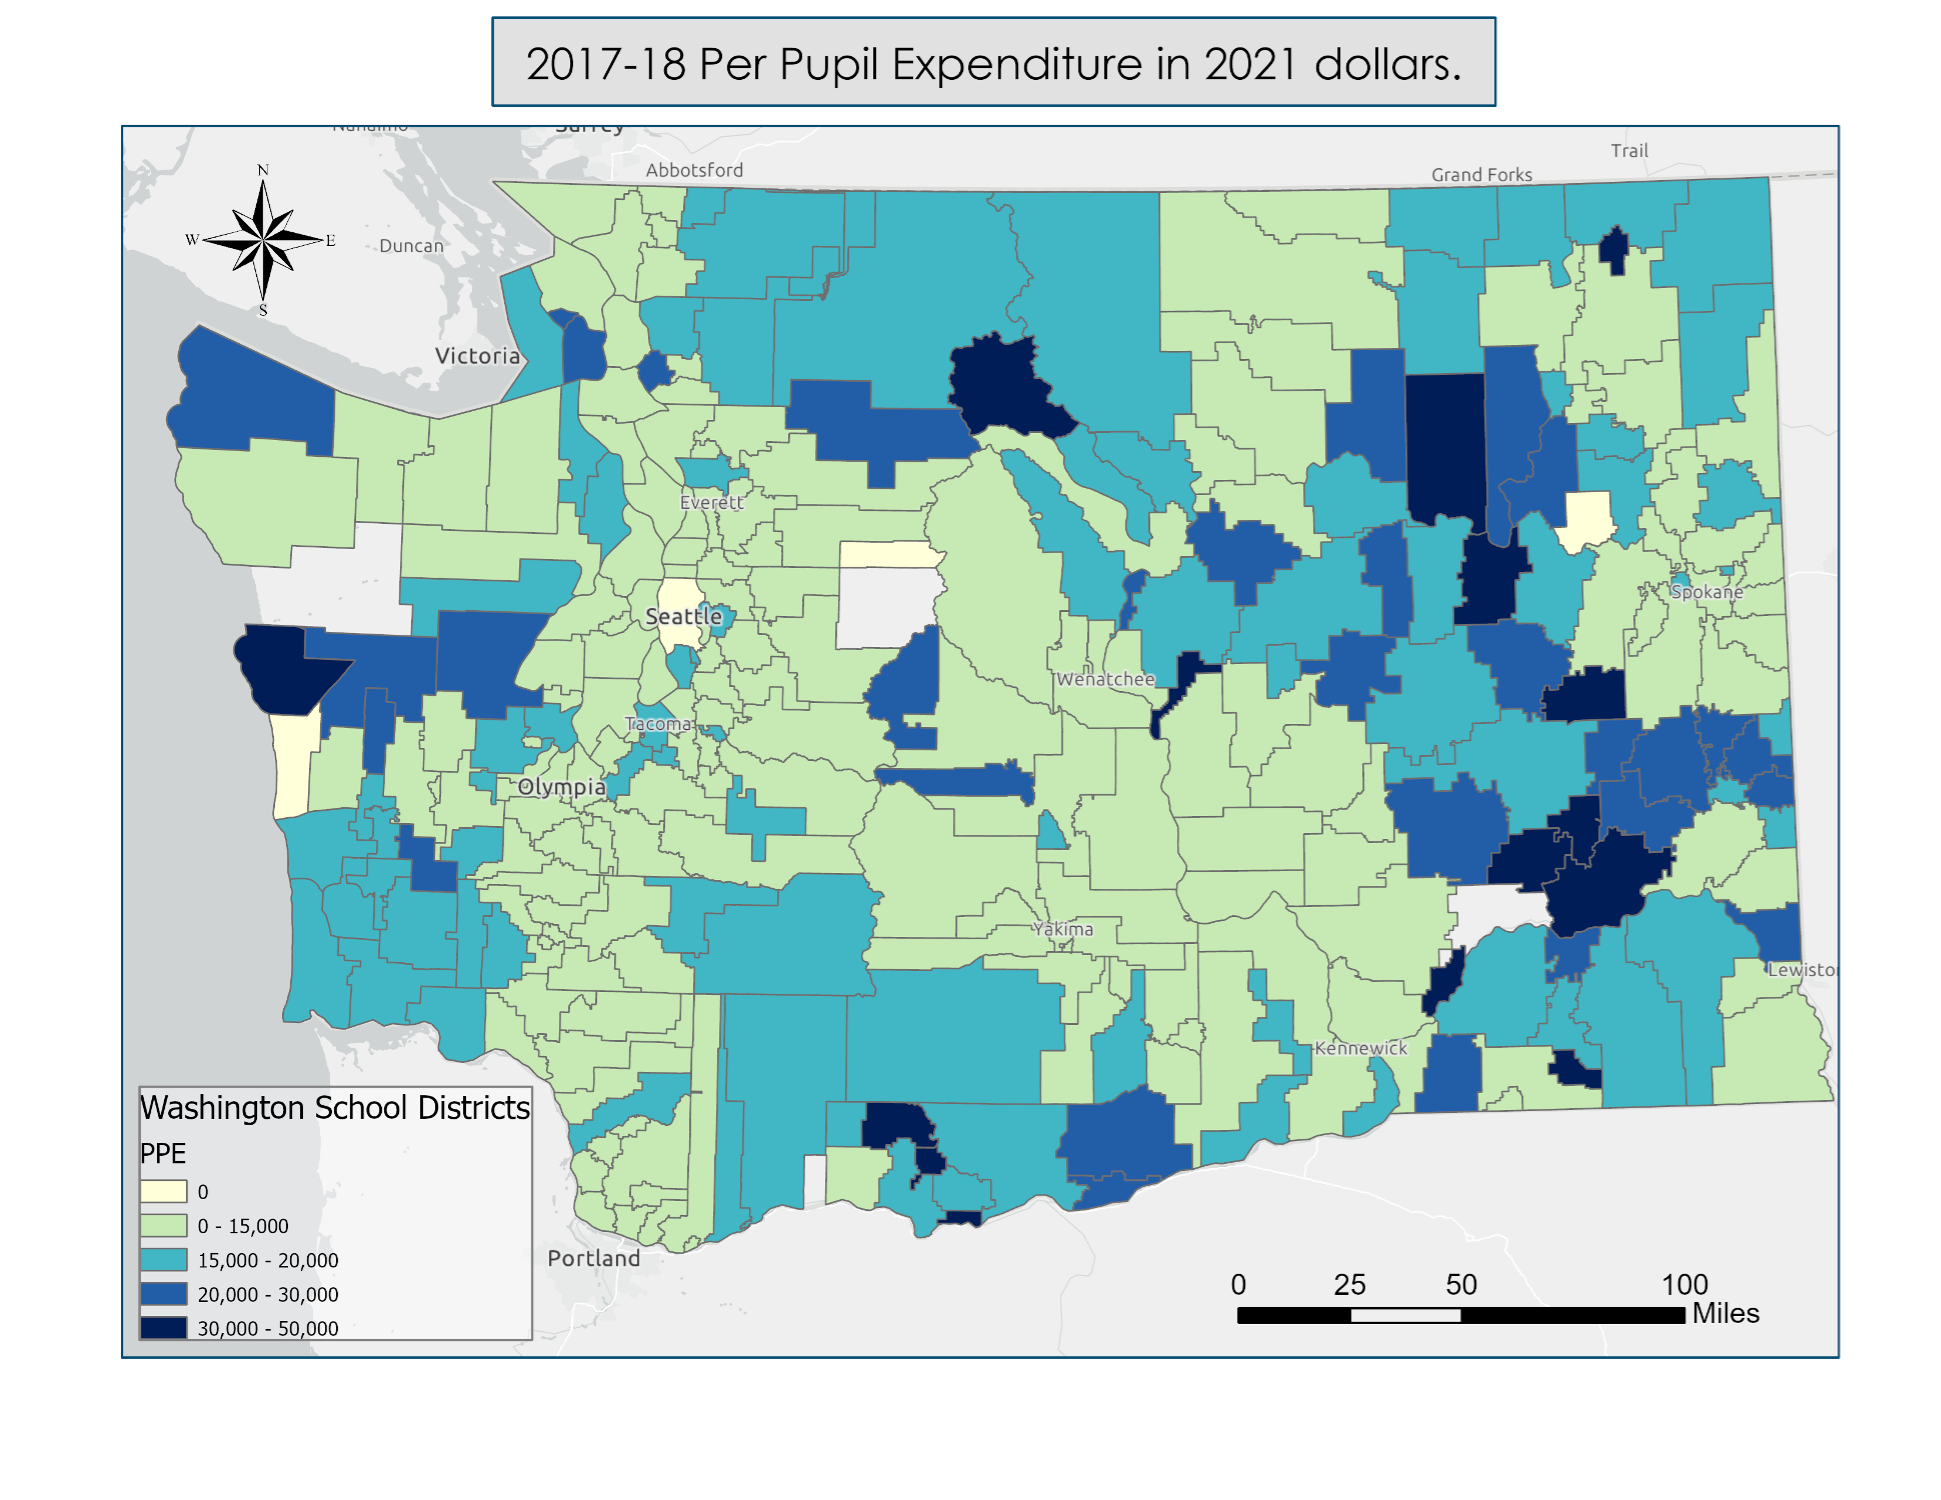 2017-18 Per Pupil Expenditure in 2021 dollars.
Nanaimo
Surrey
Abbotsford
Grand Forks
Trail
N
W
E
S
Duncan
Victoria
Everett
Seattle
Spokane
Wenatchee
Tacoma
Olympia
Yakima
Lewisto
Kennewick
Portland
Washington School Districts
PPE
0
0 - 15,000
15,000 - 20,000
20,000 - 30,000
30,000 - 50,000
0 25 50 100
Miles